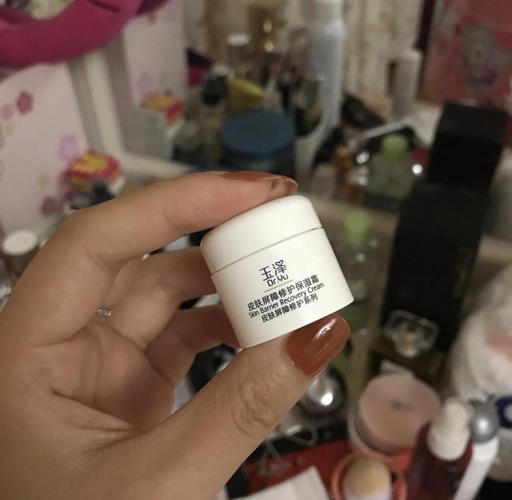 玉泽
Dr.Yu
皮肤屏障修护保湿霜
Skin Barrier Recovery Cream
皮肤屏障修护系列